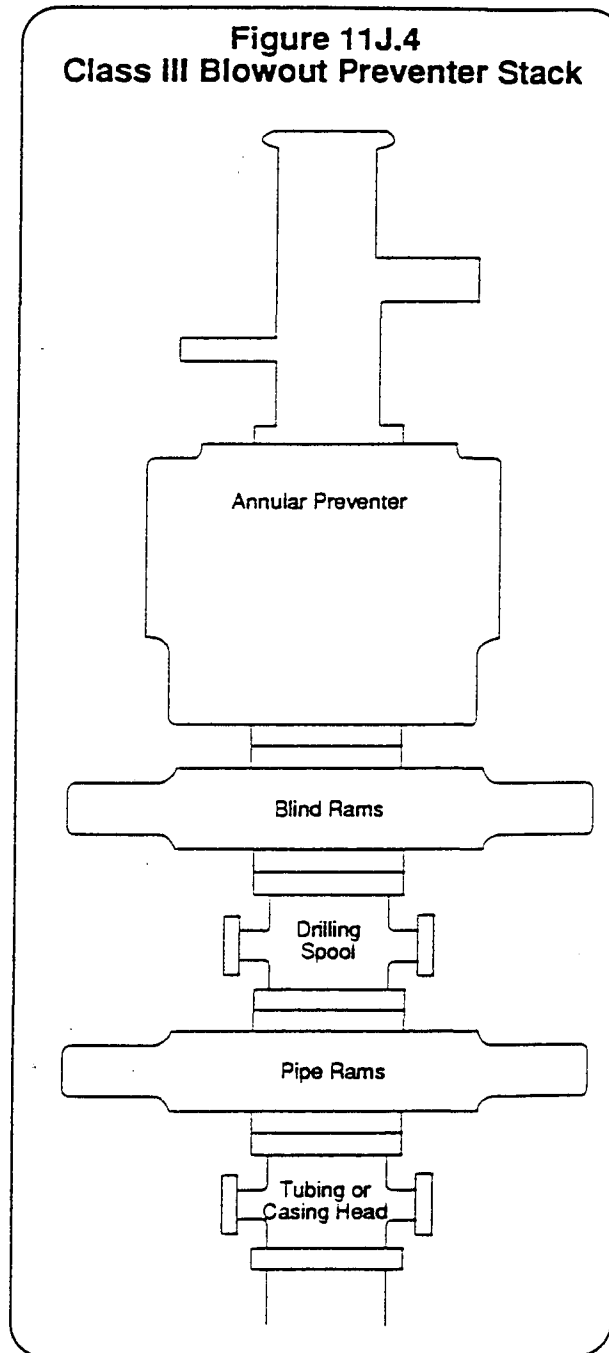 Figure 11J.4
Class III Blowout Preventer Stack
Annular Preventer
Blind Rams
Drilling
Spool
Pipe Rams
Tubing or
Casing Head